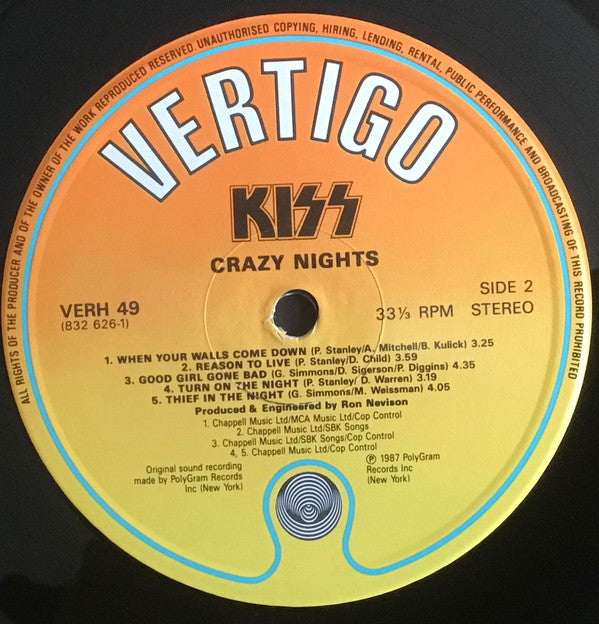 ALL RIGHTS OF THE PRODUCER AND OF THE OWNER OF THE WORK REPRODUCED RESERVED. UNAUTHORISED COPYING, HIRING, LENDING, RENTAL, PUBLIC PERFORMANCE AND BROADCASTING OF THIS RECORD PROHIBITED
VERTIGO
KISS
CRAZY NIGHTS
VERH 49
(832 626-1)
SIDE 2
33⅓ RPM STEREO
1. WHEN YOUR WALLS COME DOWN (P. Stanley/A. Mitchell/B. Kulick) 3.25
2. REASON TO LIVE (P. Stanley/D. Child) 3.59
3. GOOD GIRL GONE BAD (G. Simmons/D. Sigerson/P. Diggins) 4.35
4. TURN ON THE NIGHT (P. Stanley/D. Warren) 3.19
5. THIEF IN THE NIGHT (G. Simmons/M. Weissman) 4.05
Produced & Engineered by Ron Nevison
1. Chappell Music Ltd/MCA Music Ltd/Cop Control
2. Chappell Music Ltd/SBK Songs
3. Chappell Music Ltd/SBK Songs/Cop Control
4, 5. Chappell Music Ltd/Cop Control
Original sound recording
made by PolyGram Records
Inc (New York)
℗ 1987 PolyGram
Records Inc
(New York)